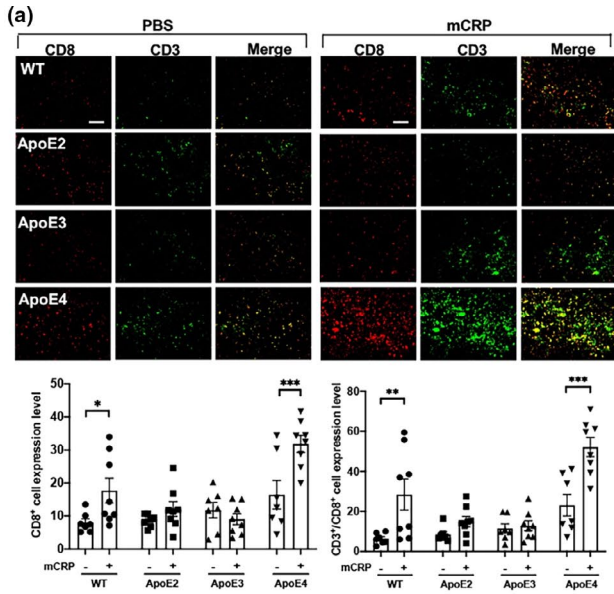 (a)
PBS mCRP
CD8 CD3 Merge CD8 CD3 Merge
WT
ApoE2
ApoE3
ApoE4
CD8⁺ cell expression level
50
40
30
20
10
0
*
***
mCRP - + - + - + - +
WT ApoE2 ApoE3 ApoE4
CD3⁺/CD8⁺ cell expression level
80
60
40
20
0
**
***
mCRP - + - + - + - +
WT ApoE2 ApoE3 ApoE4